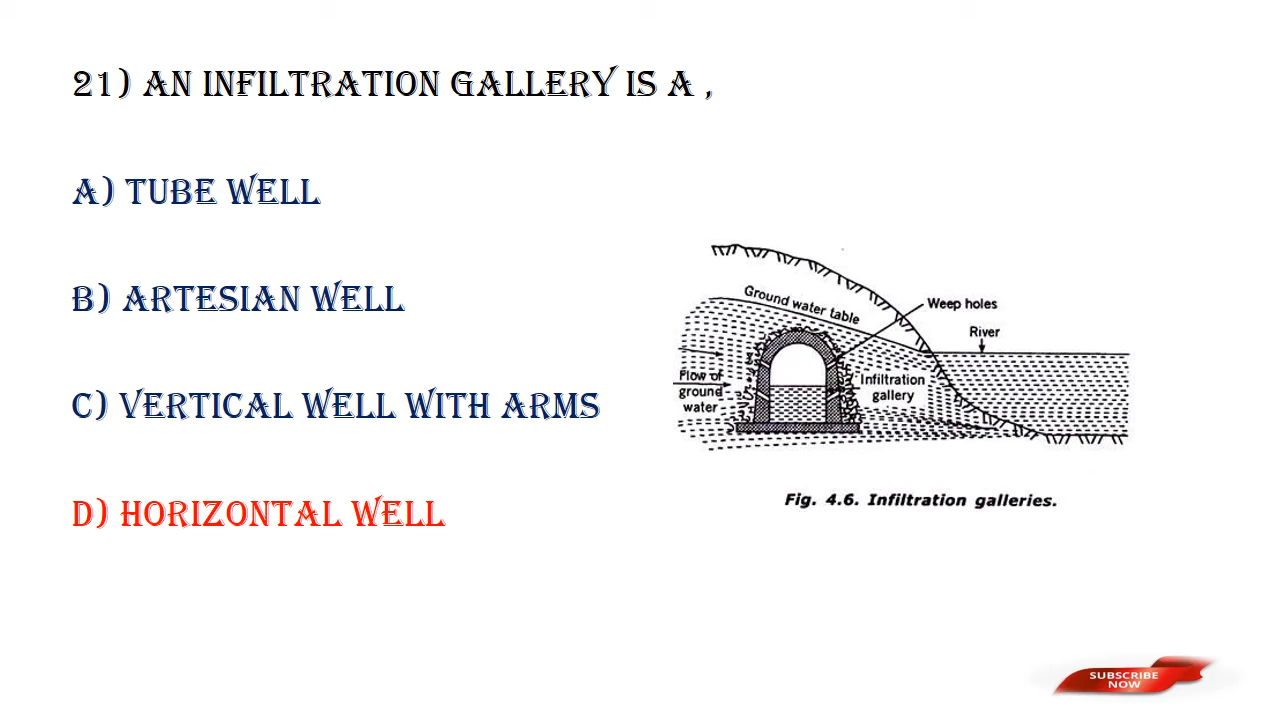 21) AN INFILTRATION GALLERY IS A ,
A) TUBE WELL
B) ARTESIAN WELL
C) VERTICAL WELL WITH ARMS
D) HORIZONTAL WELL
Ground water table
Weep holes
River
Flow of
ground
water
Infiltration
gallery
Fig. 4.6. Infiltration galleries.
SUBSCRIBE
NOW